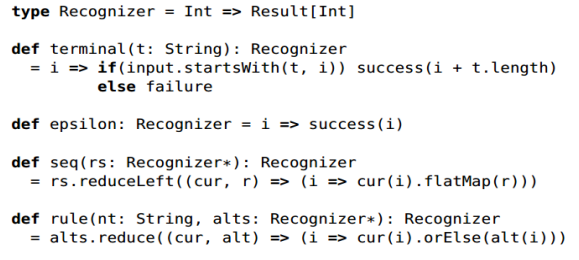 type Recognizer = Int => Result[Int]
def terminal(t: String): Recognizer
= i => if(input.startsWith(t, i)) success(i + t.length)
else failure
def epsilon: Recognizer = i => success(i)
def seq(rs: Recognizer*): Recognizer
= rs.reduceLeft((cur, r) => (i => cur(i).flatMap(r)))
def rule(nt: String, alts: Recognizer*): Recognizer
= alts.reduce((cur, alt) => (i => cur(i).orElse(alt(i)))